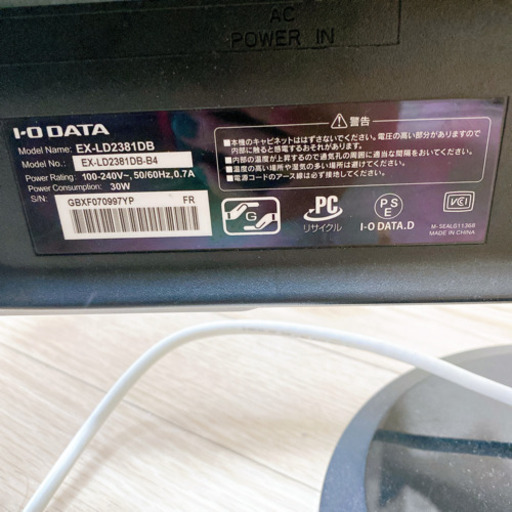 AC
POWER IN
I-O DATA
Model Name: EX-LD2381DB
Model No.: EX-LD2381DB-B4
Power Rating: 100-240V~, 50/60Hz, 0.7A
Power Consumption: 30W
S/N: GBXF070997YP FR
⚠警告
■本機のキャビネットははずさないでください。電圧の高い部分がありますので
内部に触ると感電するおそれがあります。
■内部の温度が上昇するので通気孔の周囲に適当な間隔をおいてください。
■温度の高い場所や湿気の多い場所は避けてください。
■電源コードのアース線は必ず接地してください。
G
PC
リサイクル
PS
E
I-O DATA.D
VCCI
M-SEALG11368
MADE IN CHINA